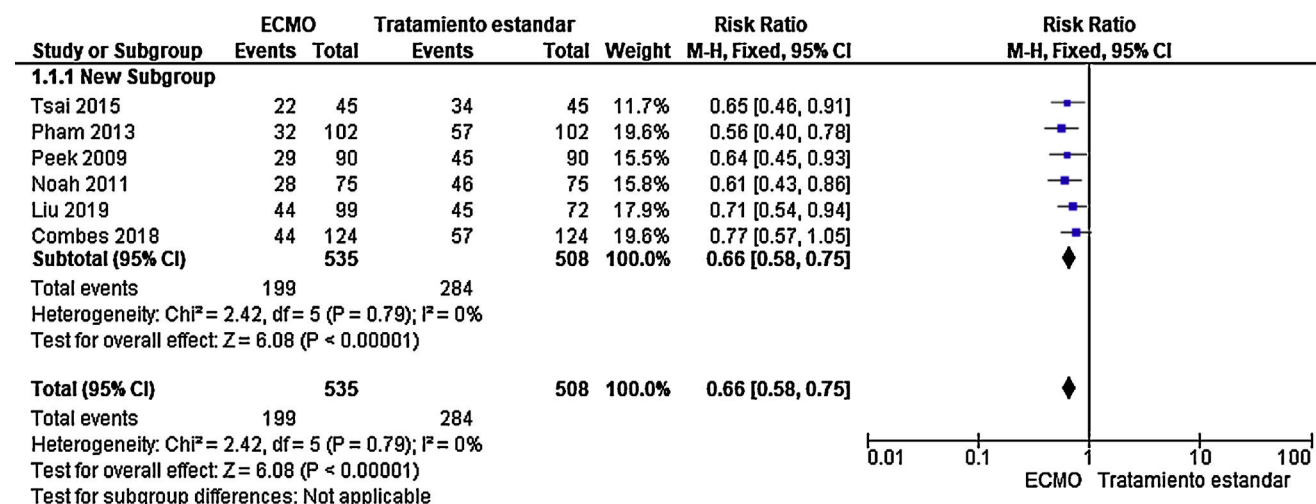 ECMO Tratamiento estandar Risk Ratio Risk Ratio
Study or Subgroup Events Total Events Total Weight M-H, Fixed, 95% CI M-H, Fixed, 95% CI
1.1.1 New Subgroup
Tsai 2015 22 45 34 45 11.7% 0.65 [0.46, 0.91]
Pham 2013 32 102 57 102 19.6% 0.56 [0.40, 0.78]
Peek 2009 29 90 45 90 15.5% 0.64 [0.45, 0.93]
Noah 2011 28 75 46 75 15.8% 0.61 [0.43, 0.86]
Liu 2019 44 99 45 72 17.9% 0.71 [0.54, 0.94]
Combes 2018 44 124 57 124 19.6% 0.77 [0.57, 1.05]
Subtotal (95% CI) 535 508 100.0% 0.66 [0.58, 0.75]
Total events 199 284
Heterogeneity: Chi² = 2.42, df = 5 (P = 0.79); I² = 0%
Test for overall effect: Z = 6.08 (P < 0.00001)
Total (95% CI) 535 508 100.0% 0.66 [0.58, 0.75]
Total events 199 284
Heterogeneity: Chi² = 2.42, df = 5 (P = 0.79); I² = 0%
Test for overall effect: Z = 6.08 (P < 0.00001)
Test for subgroup differences: Not applicable
0.01 0.1 1 10 100
ECMO Tratamiento estandar